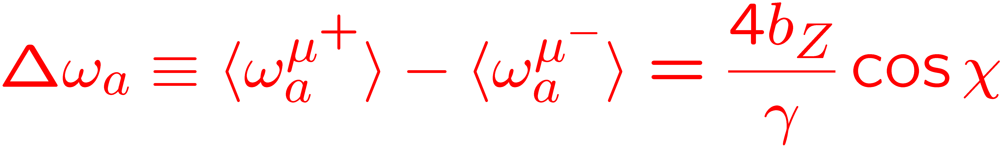 Δω_a ≡ ⟨ω_a^{μ^+}⟩ − ⟨ω_a^{μ^−}⟩ = \frac{4b_Z}{γ} cos χ